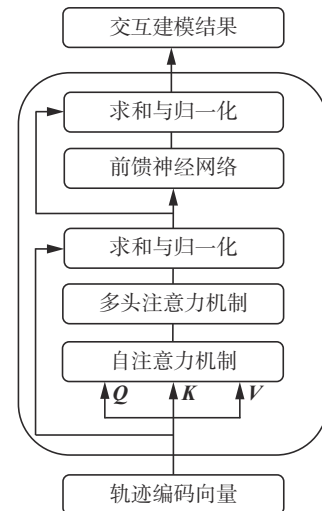 交互建模结果
求和与归一化
前馈神经网络
求和与归一化
多头注意力机制
自注意力机制
Q K V
轨迹编码向量